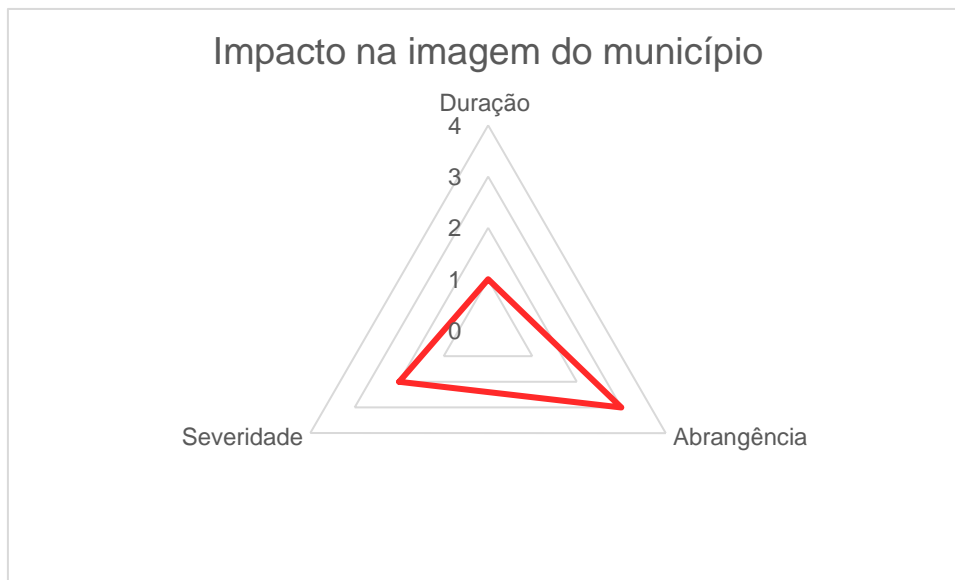 Impacto na imagem do município
Duração
4
3
2
1
0
Severidade
Abrangência